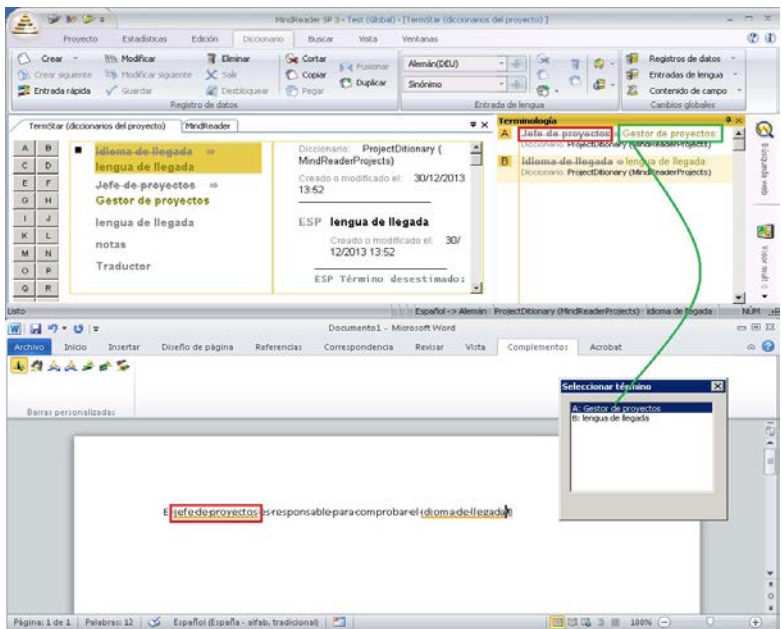 MindReader SP 3 - Test (Global) - [TermStar (diccionarios del proyecto) ]
Proyecto Estadísticas Edición Diccionario Buscar Vista Ventanas
Crear Modificar Eliminar Cortar Fusionar Alemán(DEU) Registros de datos
Crear siguiente Modificar siguiente Salir Copiar Duplicar Sinónimo Entradas de lengua
Entrada rápida Guardar Desbloquear Pegar Contenido de campo
Registro de datos Entrada de lengua Cambios globales
TermStar (diccionarios del proyecto) MindReader
Terminología
A Jefe de proyectos Gestor de proyectos:
Diccionario: ProjectDitionary (MindReaderProjects)
B Idioma de llegada lengua de llegada:
Diccionario: ProjectDitionary (MindReaderProjects)
Búsqueda web
A B
C D
E F
G H
I J
K L
M N
O P
Q R
idioma de llegada ⇒
lengua de llegada
Jefe de proyectos ⇒
Gestor de proyectos
lengua de llegada
notas
Traductor
Diccionario: ProjectDitionary (
MindReaderProjects)
Creado o modificado el: 30/12/2013
13:52
ESP lengua de llegada
Creado o modificado el: 30/
12/2013 13:52
ESP Término desestimado:
Listo Español -> Alemán ProjectDitionary (MindReaderProjects) idioma de llegada NÚM
Documento1 - Microsoft Word
Archivo Inicio Insertar Diseño de página Referencias Correspondencia Revisar Vista Complementos Acrobat
Barras personalizadas
Seleccionar término
A: Gestor de proyectos
B: lengua de llegada
El jefe de proyectos es responsable para comprobar el idioma de llegada¶
Página: 1 de 1 Palabras: 12 Español (España - alfab. tradicional) 100%